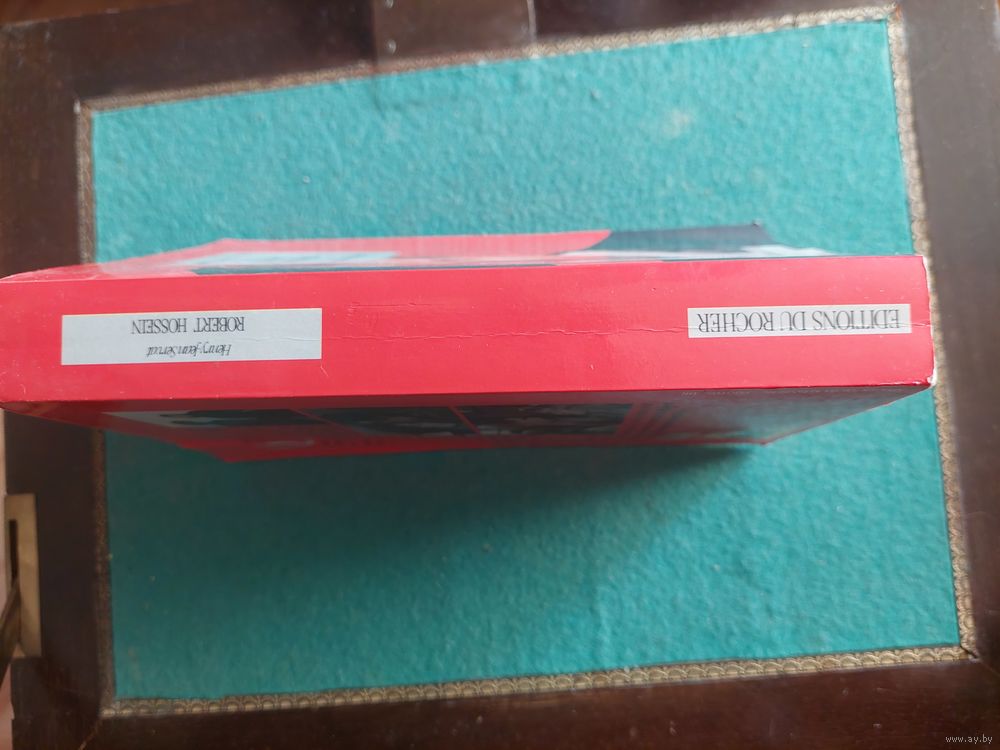 Henry-Jean Servat
ROBERT HOSSEIN
EDITIONS DU ROCHER
www.ay.by